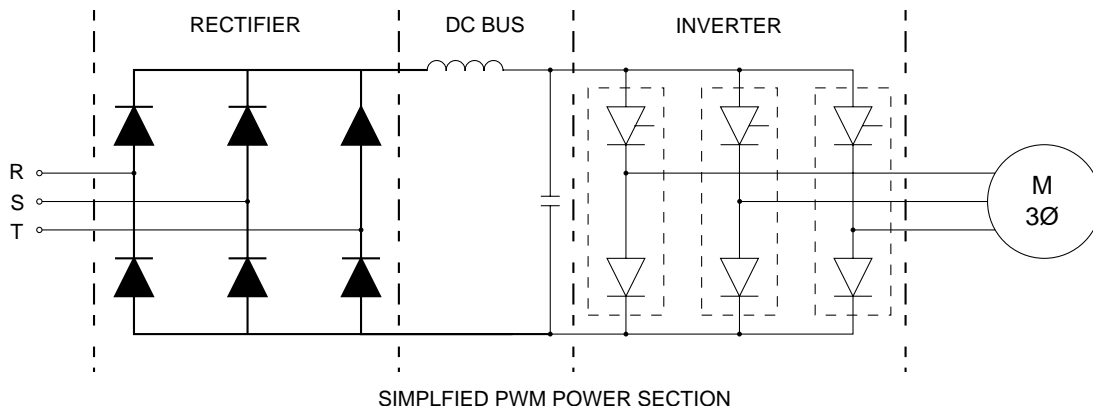 RECTIFIER
DC BUS
INVERTER
R
S
T
M
3Ø
SIMPLFIED PWM POWER SECTION